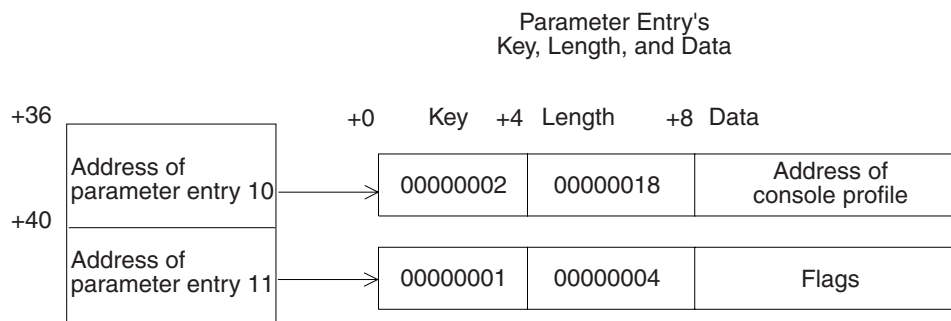 Parameter Entry's
Key, Length, and Data
+36
+0 Key +4 Length +8 Data
Address of
parameter entry 10
00000002 00000018 Address of
console profile
+40
Address of
parameter entry 11
00000001 00000004 Flags